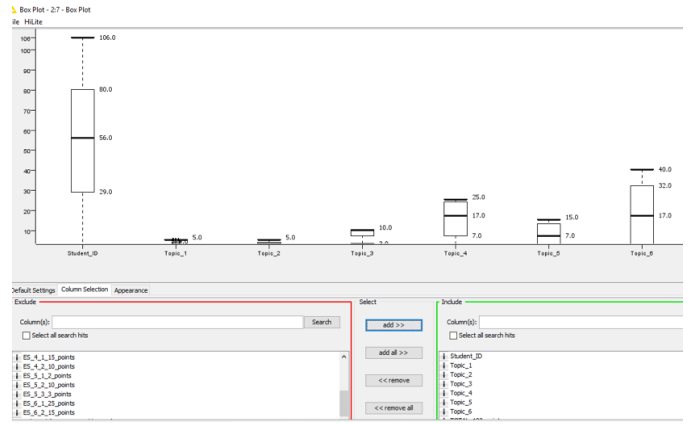 Box Plot - 2:7 - Box Plot
ile HiLite
106
100
90
80
70
60
50
40
30
20
10
106.0
80.0
56.0
29.0
5.0
5.0
10.0
25.0
17.0
7.0
15.0
7.0
40.0
32.0
17.0
Student_ID
Topic_1
Topic_2
Topic_3
Topic_4
Topic_5
Topic_6
Default Settings Column Selection Appearance
Exclude
Column(s):
Search
Select all search hits
ES_4_1_15_points
ES_4_2_10_points
ES_5_1_2_points
ES_5_2_10_points
ES_5_3_3_points
ES_6_1_25_points
ES_6_2_15_points
Select
add >>
add all >>
<< remove
<< remove all
Include
Column(s):
Select all search hits
Student_ID
Topic_1
Topic_2
Topic_3
Topic_4
Topic_5
Topic_6